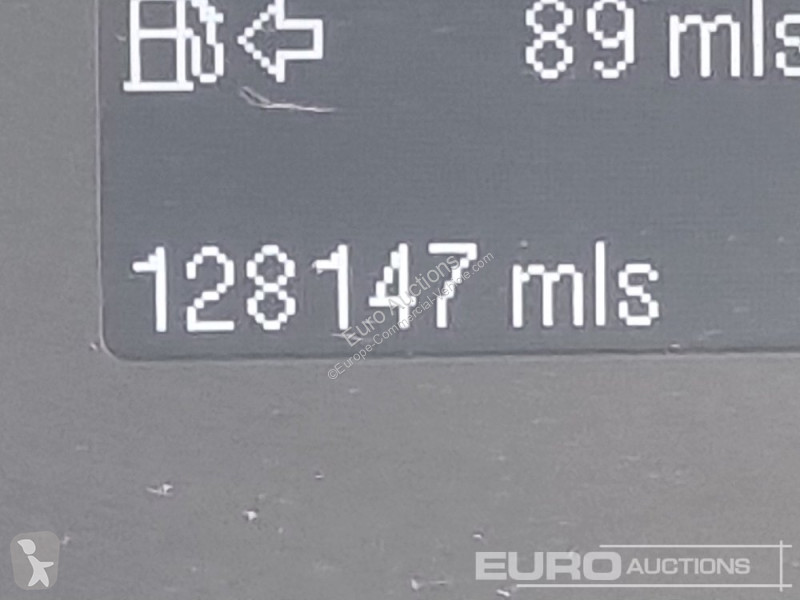 89 mls
128147 mls
Euro Auctions
©Europe-Commercial-Vehicle.com
EURO AUCTIONS